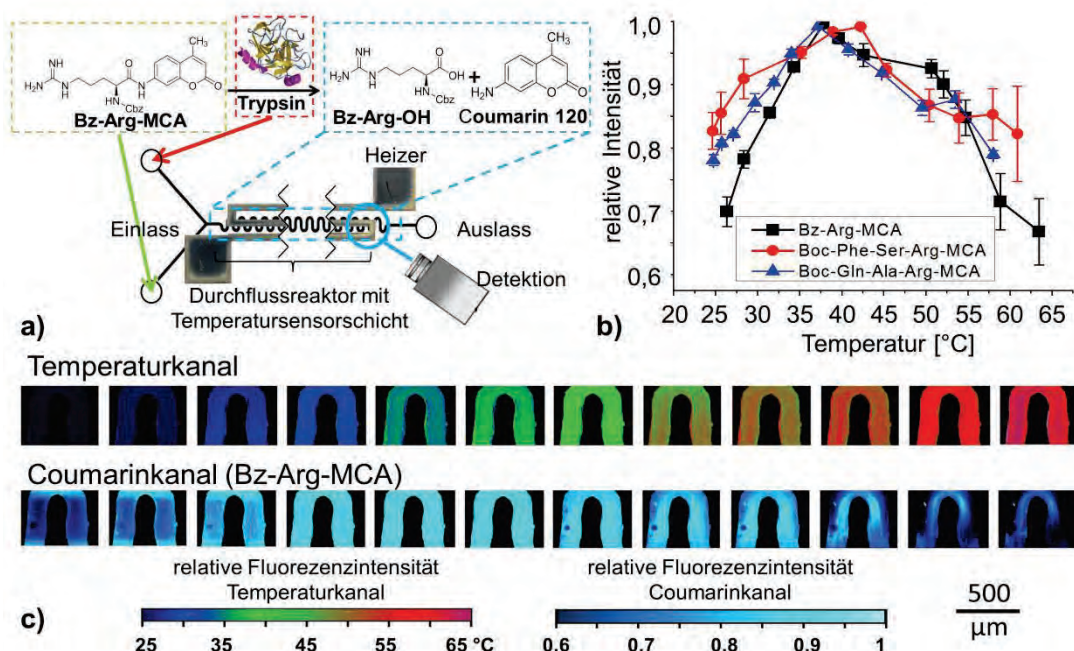 a)
NH
H₂N
N
H
O
HN
Cbz
N
H
CH₃
O
O
Bz-Arg-MCA
Trypsin
NH
H₂N
N
H
O
OH
HN
Cbz
Bz-Arg-OH
+
CH₃
H₂N
O
O
Coumarin 120
Einlass
Heizer
Auslass
Detektion
Durchflussreaktor mit
Temperatursensorschicht
b)
relative Intensität
1,0
0,9
0,8
0,7
0,6
Bz-Arg-MCA
Boc-Phe-Ser-Arg-MCA
Boc-Gln-Ala-Arg-MCA
20 25 30 35 40 45 50 55 60 65
Temperatur [°C]
Temperaturkanal
Coumarinkanal (Bz-Arg-MCA)
c)
relative Fluorezenzintensität
Temperaturkanal
25 35 45 55 65 °C
relative Fluorezenzintensität
Coumarinkanal
0.6 0.7 0.8 0.9 1
500
µm